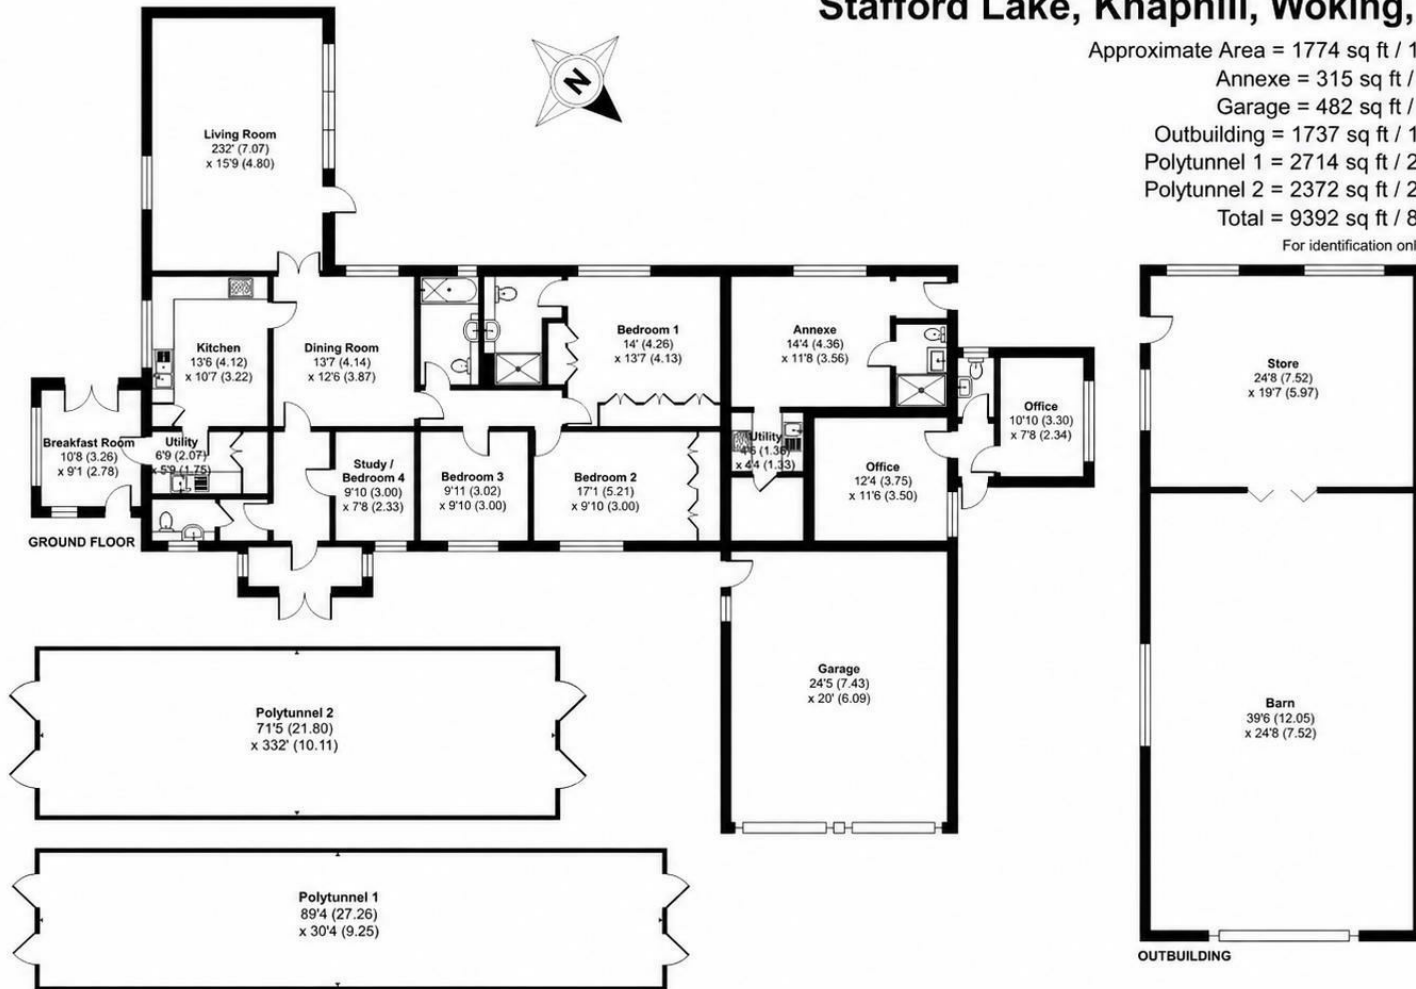 Stafford Lake, Knaphill, Woking,
Approximate Area = 1774 sq ft / 1
Annexe = 315 sq ft /
Garage = 482 sq ft /
Outbuilding = 1737 sq ft / 1
Polytunnel 1 = 2714 sq ft / 2
Polytunnel 2 = 2372 sq ft / 2
Total = 9392 sq ft / 8
For identification onl
N
Living Room
232' (7.07)
x 15'9 (4.80)
Kitchen
13'6 (4.12)
x 10'7 (3.22)
Dining Room
13'7 (4.14)
x 12'6 (3.87)
Bedroom 1
14' (4.26)
x 13'7 (4.13)
Annexe
14'4 (4.36)
x 11'8 (3.56)
Store
24'8 (7.52)
x 19'7 (5.97)
Breakfast Room
10'8 (3.26)
x 9'1 (2.78)
Utility
6'9 (2.07)
x 5'9 (1.75)
Study /
Bedroom 4
9'10 (3.00)
x 7'8 (2.33)
Bedroom 3
9'11 (3.02)
x 9'10 (3.00)
Bedroom 2
17'1 (5.21)
x 9'10 (3.00)
Utility
4'6 (1.36)
x 4'4 (1.33)
Office
12'4 (3.75)
x 11'6 (3.50)
Office
10'10 (3.30)
x 7'8 (2.34)
GROUND FLOOR
Garage
24'5 (7.43)
x 20' (6.09)
Barn
39'6 (12.05)
x 24'8 (7.52)
Polytunnel 2
71'5 (21.80)
x 332' (10.11)
Polytunnel 1
89'4 (27.26)
x 30'4 (9.25)
OUTBUILDING